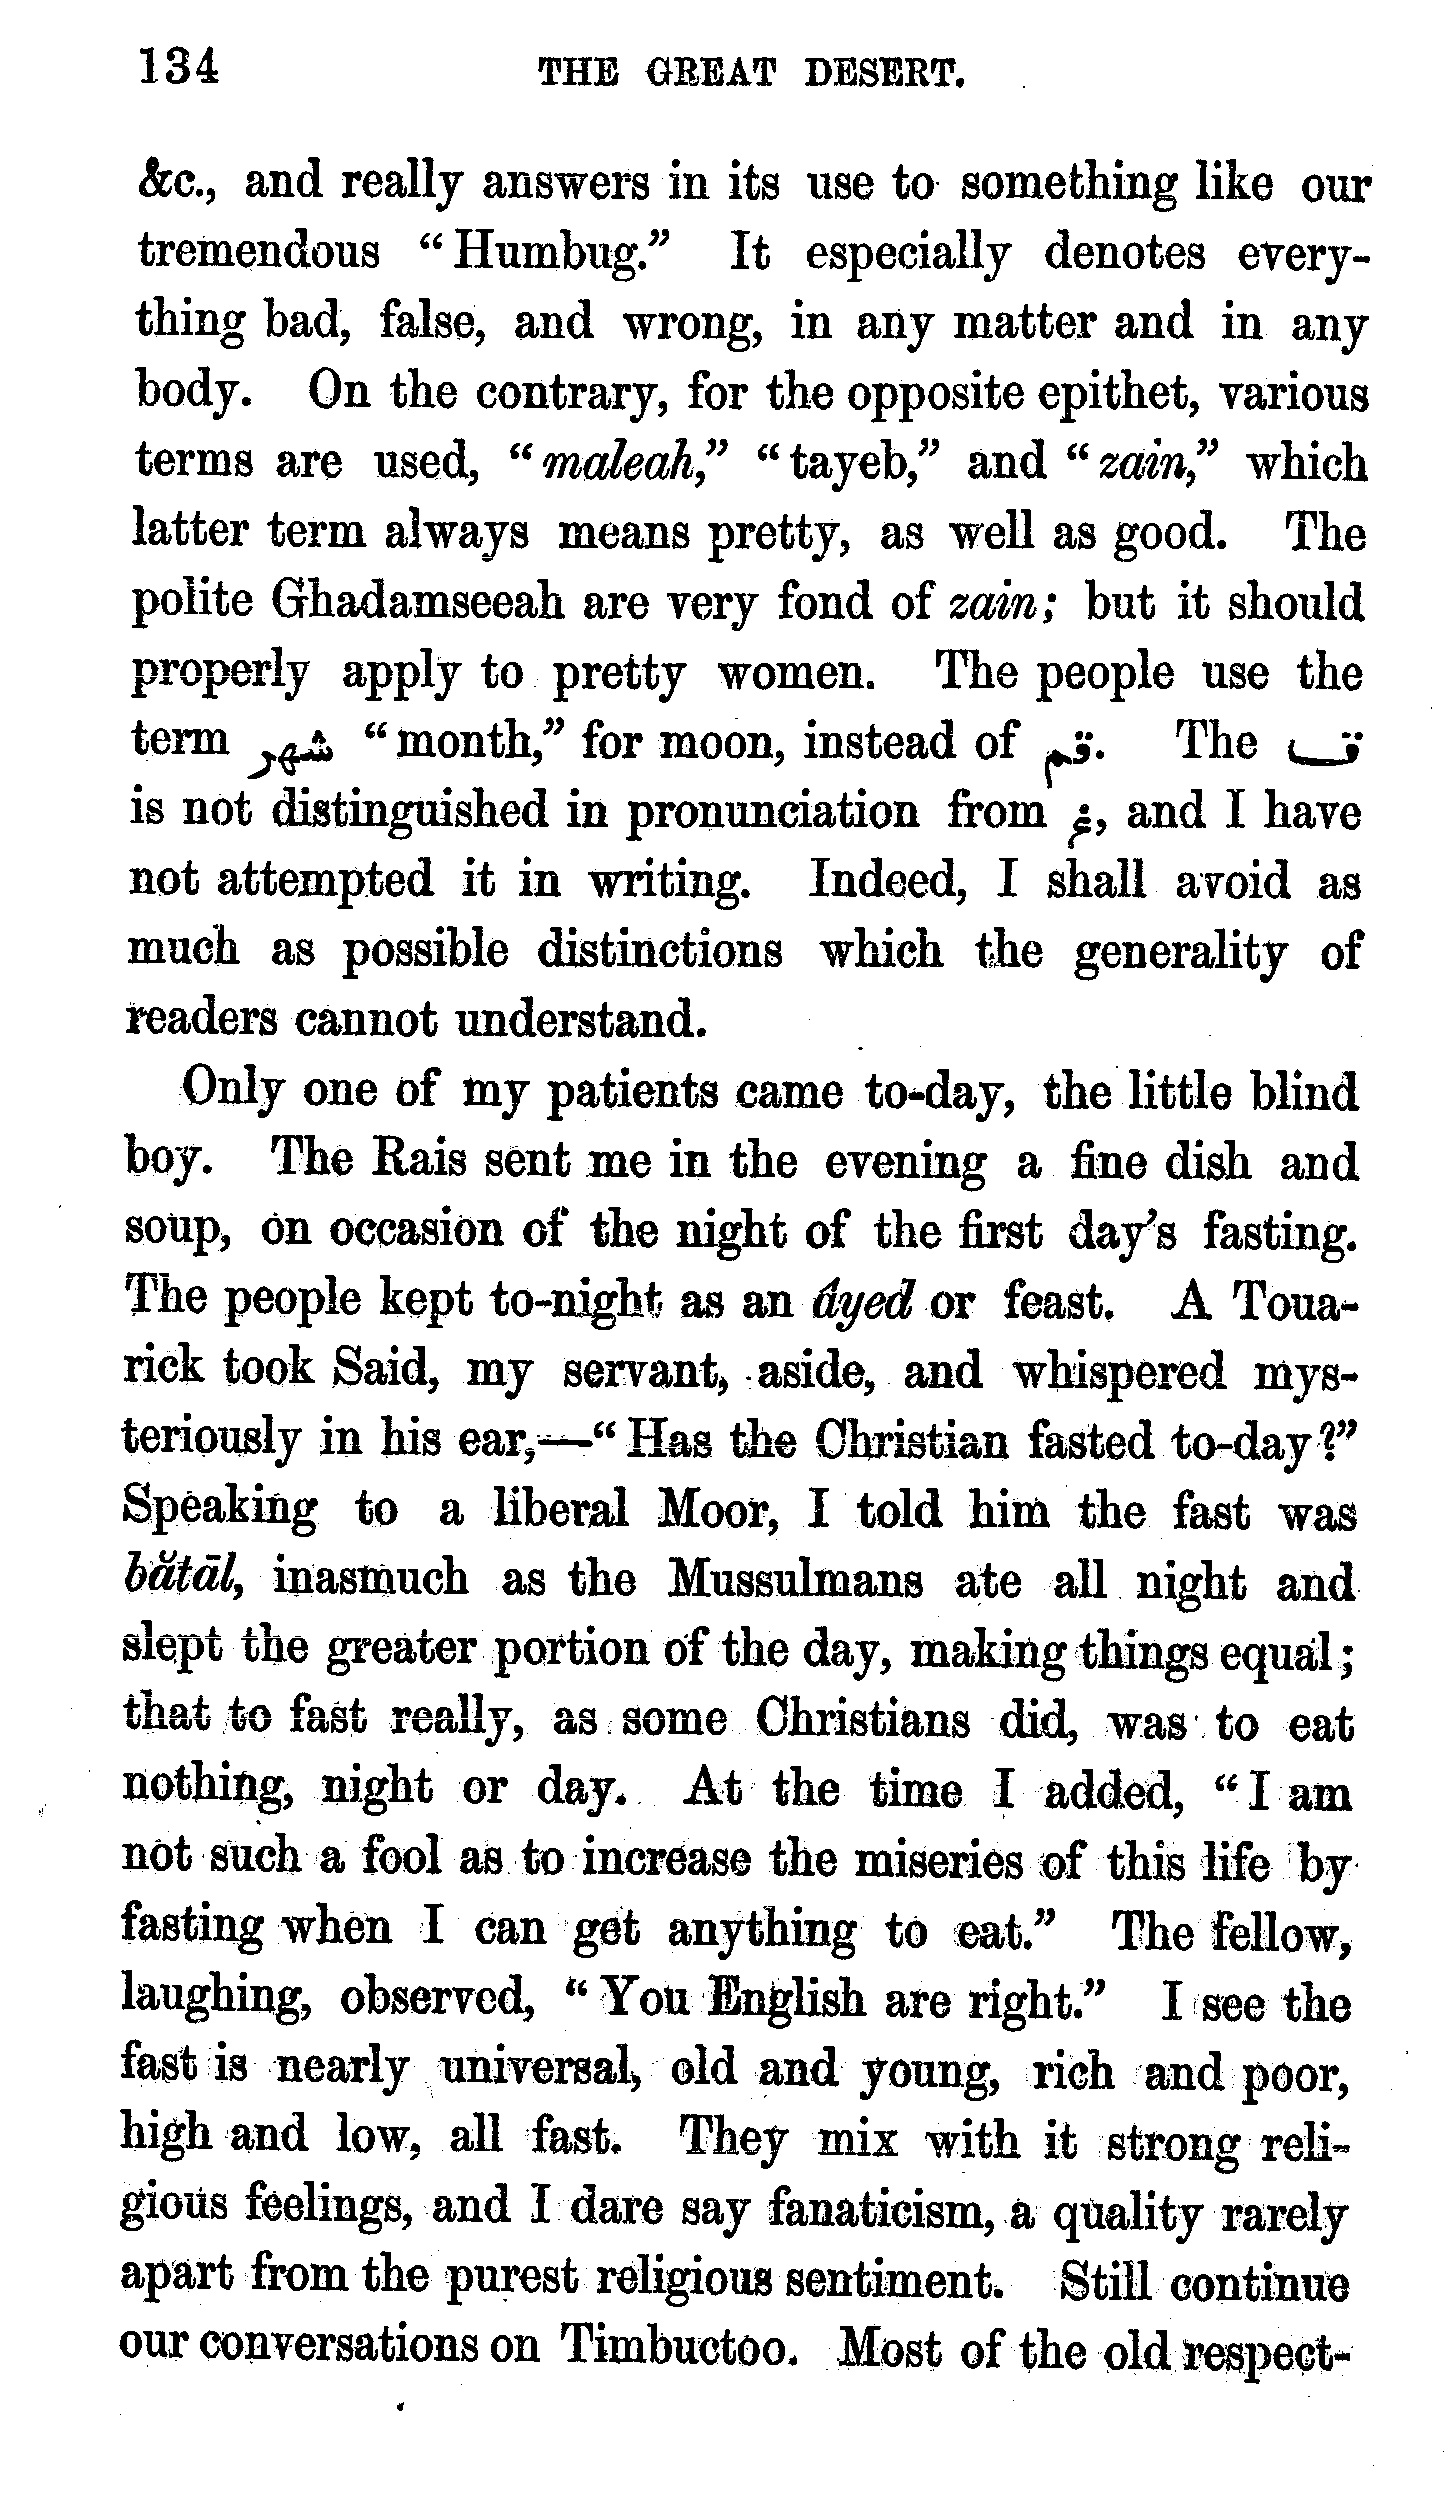 134 THE GREAT DESERT.
&c., and really answers in its use to something like our
tremendous “Humbug.” It especially denotes every-
thing bad, false, and wrong, in any matter and in any
body. On the contrary, for the opposite epithet, various
terms are used, “maleah,” “tayeb,” and “zain,” which
latter term always means pretty, as well as good. The
polite Ghadamseeah are very fond of zain; but it should
properly apply to pretty women. The people use the
term شهر “month,” for moon, instead of قم. The ق
is not distinguished in pronunciation from غ, and I have
not attempted it in writing. Indeed, I shall avoid as
much as possible distinctions which the generality of
readers cannot understand.
Only one of my patients came to-day, the little blind
boy. The Rais sent me in the evening a fine dish and
soup, on occasion of the night of the first day’s fasting.
The people kept to-night as an âyed or feast. A Toua-
rick took Said, my servant, aside, and whispered mys-
teriously in his ear,—“Has the Christian fasted to-day?”
Speaking to a liberal Moor, I told him the fast was
bătāl, inasmuch as the Mussulmans ate all night and
slept the greater portion of the day, making things equal;
that to fast really, as some Christians did, was to eat
nothing, night or day. At the time I added, “I am
not such a fool as to increase the miseries of this life by
fasting when I can get anything to eat.” The fellow,
laughing, observed, “You English are right.” I see the
fast is nearly universal, old and young, rich and poor,
high and low, all fast. They mix with it strong reli-
gious feelings, and I dare say fanaticism, a quality rarely
apart from the purest religious sentiment. Still continue
our conversations on Timbuctoo. Most of the old respect-